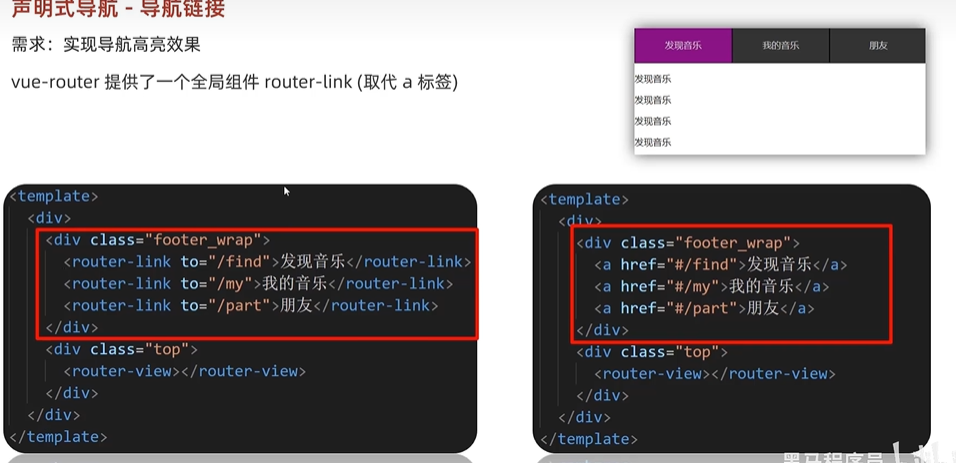 声明式导航 - 导航链接
需求：实现导航高亮效果
vue-router 提供了一个全局组件 router-link (取代 a 标签)
发现音乐 我的音乐 朋友
发现音乐
发现音乐
发现音乐
发现音乐
<template>
<div>
<div class="footer_wrap">
<router-link to="/find">发现音乐</router-link>
<router-link to="/my">我的音乐</router-link>
<router-link to="/part">朋友</router-link>
</div>
<div class="top">
<router-view></router-view>
</div>
</div>
</template>
<template>
<div>
<div class="footer_wrap">
<a href="#/find">发现音乐</a>
<a href="#/my">我的音乐</a>
<a href="#/part">朋友</a>
</div>
<div class="top">
<router-view></router-view>
</div>
</div>
</template>
黑马程序员